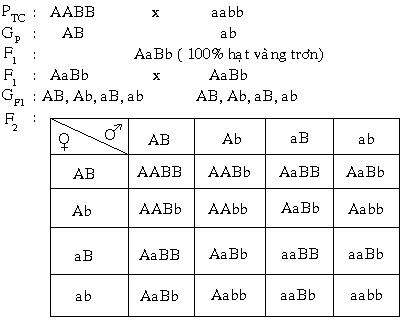 P_TC : AABB x aabb
G_P : AB ab
F_1 : AaBb ( 100% hạt vàng trơn)
F_1 : AaBb x AaBb
G_F1 : AB, Ab, aB, ab AB, Ab, aB, ab
F_2 :
♀ ♂ AB Ab aB ab
AB AABB AABb AaBB AaBb
Ab AABb AAbb AaBb Aabb
aB AaBB AaBb aaBB aaBb
ab AaBb Aabb aaBb aabb